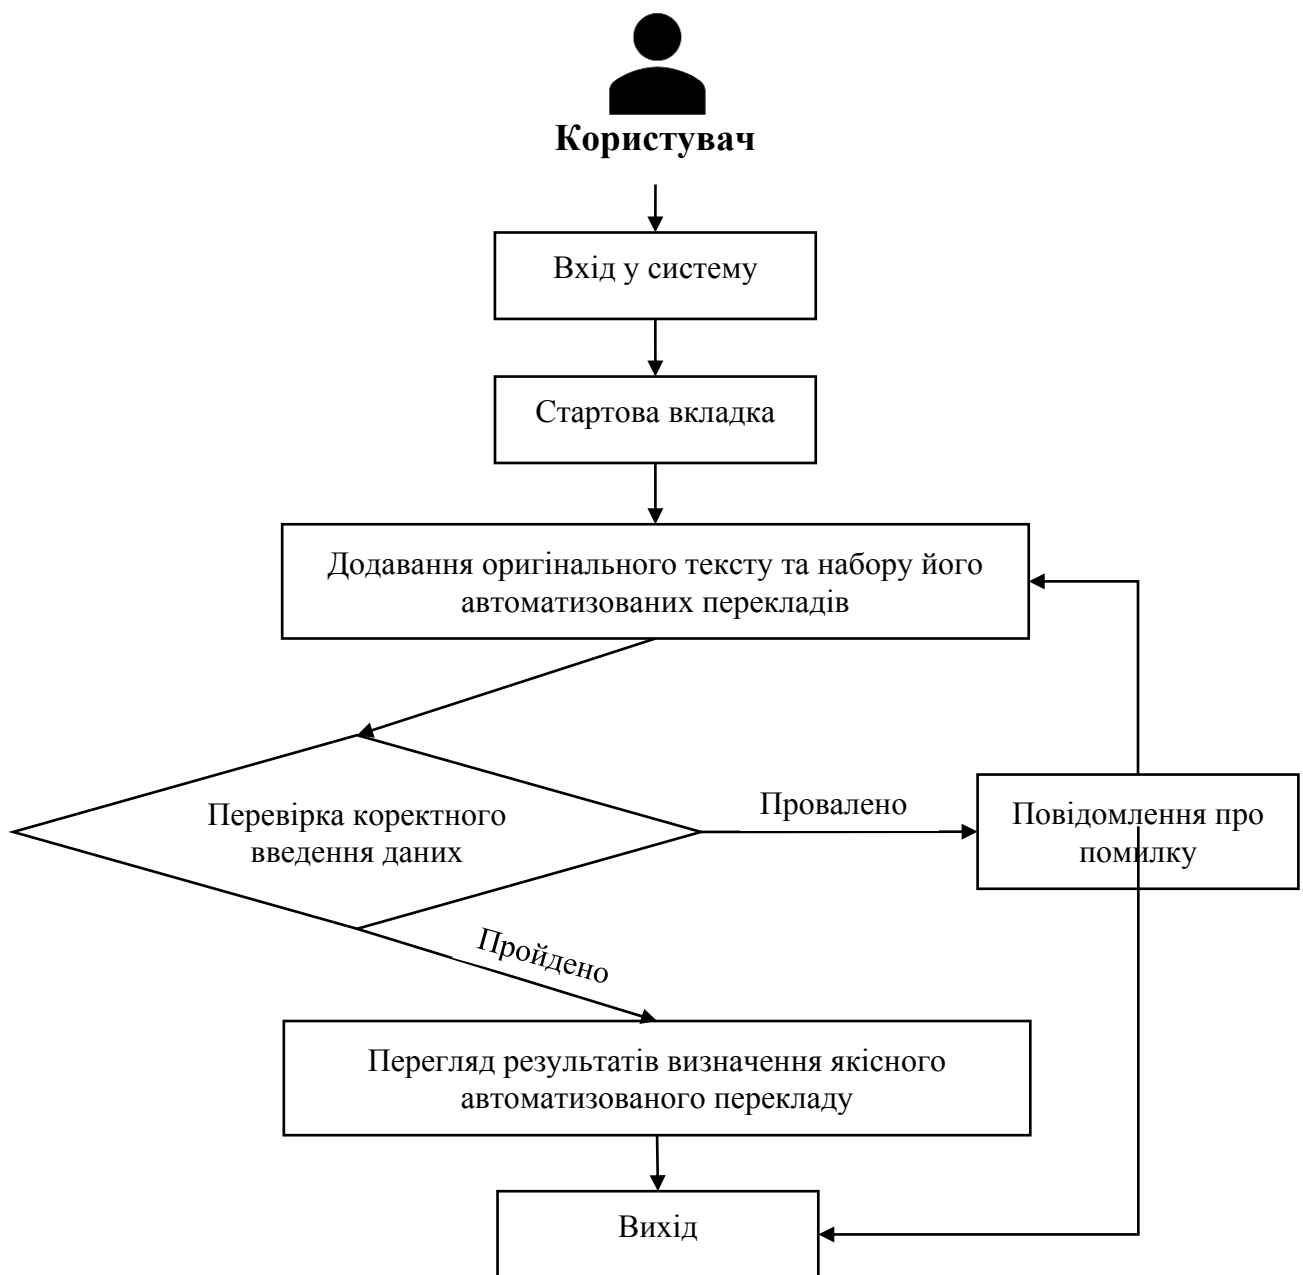 Користувач
Вхід у систему
Стартова вкладка
Додавання оригінального тексту та набору його
автоматизованих перекладів
Перевірка коректного
введення даних
Провалено
Повідомлення про
помилку
Пройдено
Перегляд результатів визначення якісного
автоматизованого перекладу
Вихід